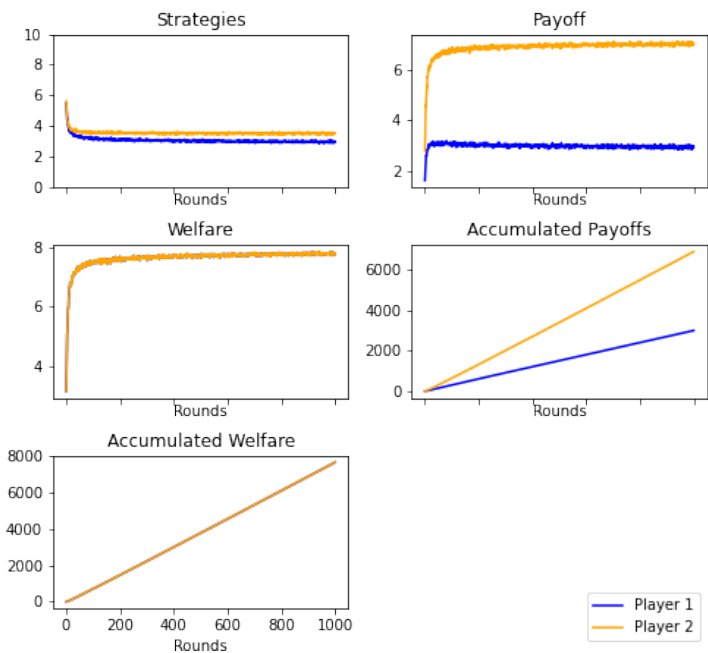 Strategies
10
8
6
4
2
0
Rounds
Payoff
6
4
2
Rounds
Welfare
8
6
4
Rounds
Accumulated Payoffs
6000
4000
2000
0
Rounds
Accumulated Welfare
8000
6000
4000
2000
0
0 200 400 600 800 1000
Rounds
Player 1
Player 2